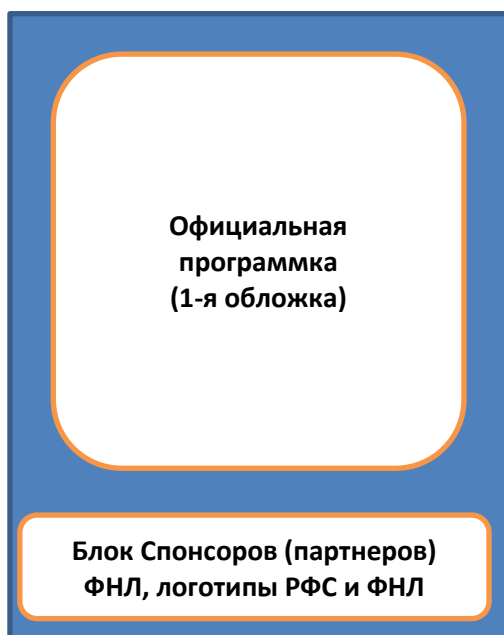 Официальная
программка
(1-я обложка)
Блок Спонсоров (партнеров)
ФНЛ, логотипы РФС и ФНЛ